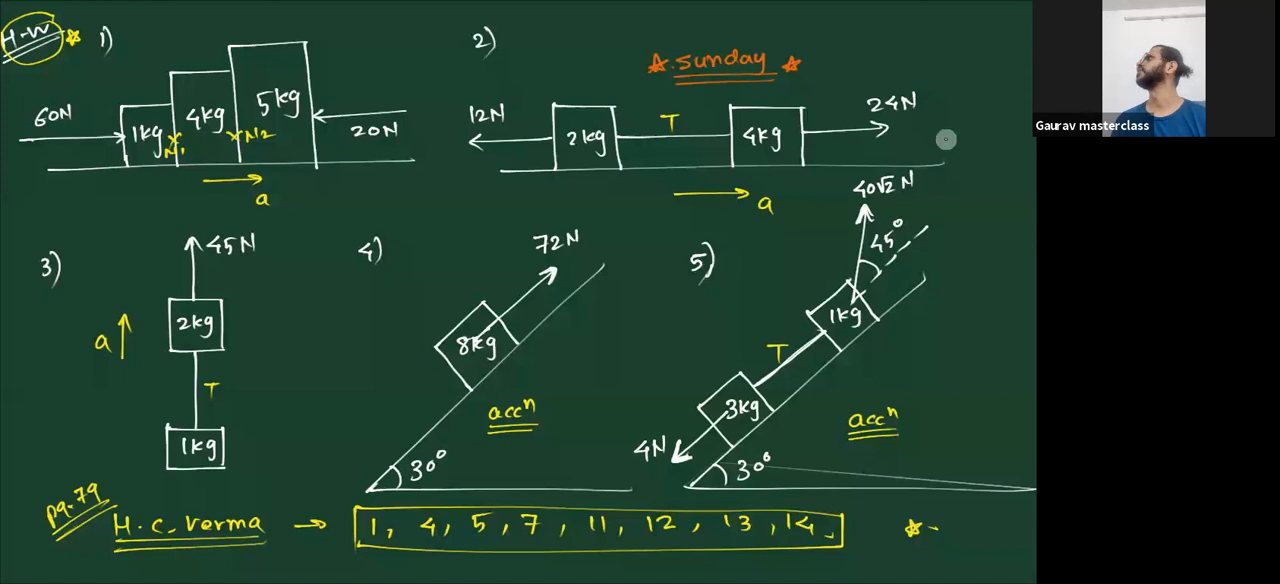 H.W
1)
60N
1kg
4kg
5kg
20N
N1
N2
a
2)
sunday
12N
2kg
T
4kg
24N
a
Gaurav masterclass
3)
45N
2kg
a
T
1kg
4)
72N
8kg
accⁿ
30°
5)
40√2 N
45°
1kg
T
3kg
4N
accⁿ
30°
pg.79
H.C. Verma → 1, 4, 5, 7, 11, 12, 13, 14,